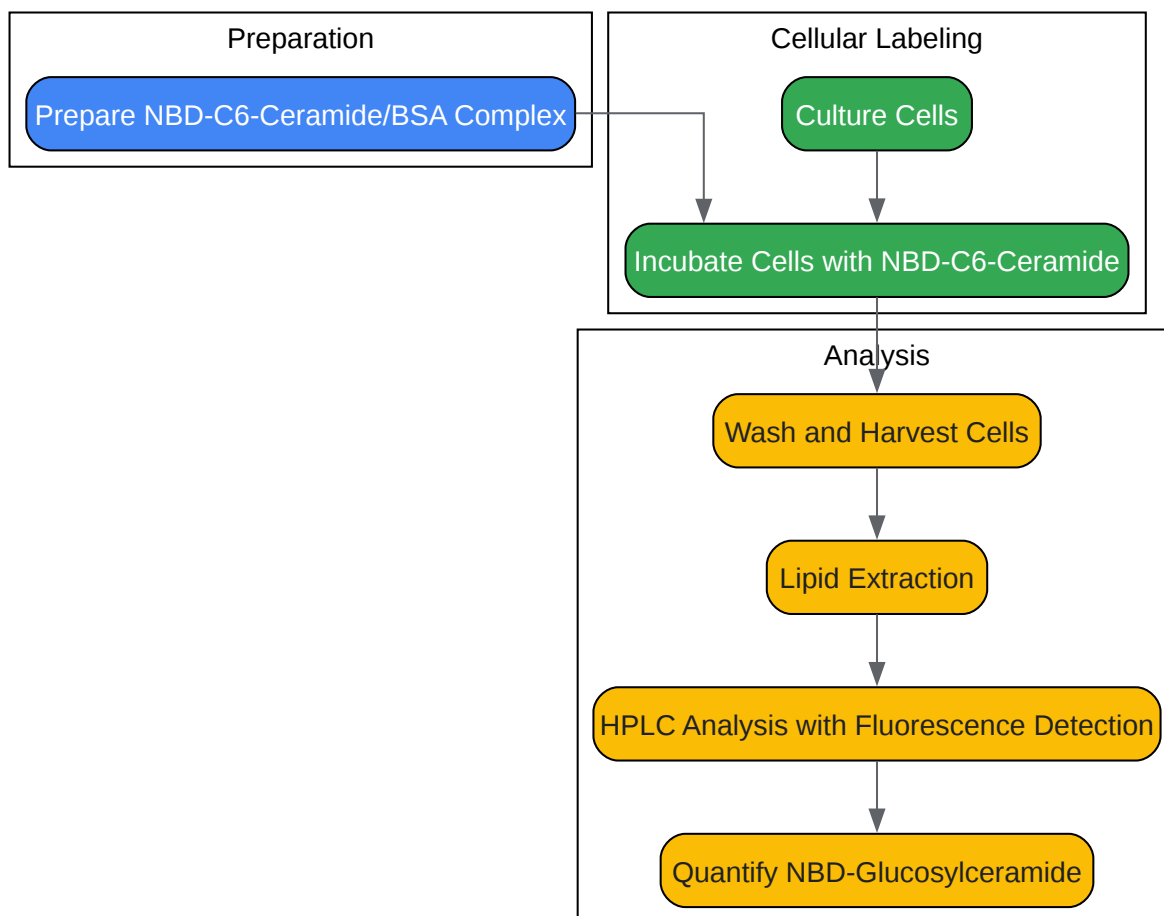 Preparation
Prepare NBD-C6-Ceramide/BSA Complex
Cellular Labeling
Culture Cells
Incubate Cells with NBD-C6-Ceramide
Analysis
Wash and Harvest Cells
Lipid Extraction
HPLC Analysis with Fluorescence Detection
Quantify NBD-Glucosylceramide